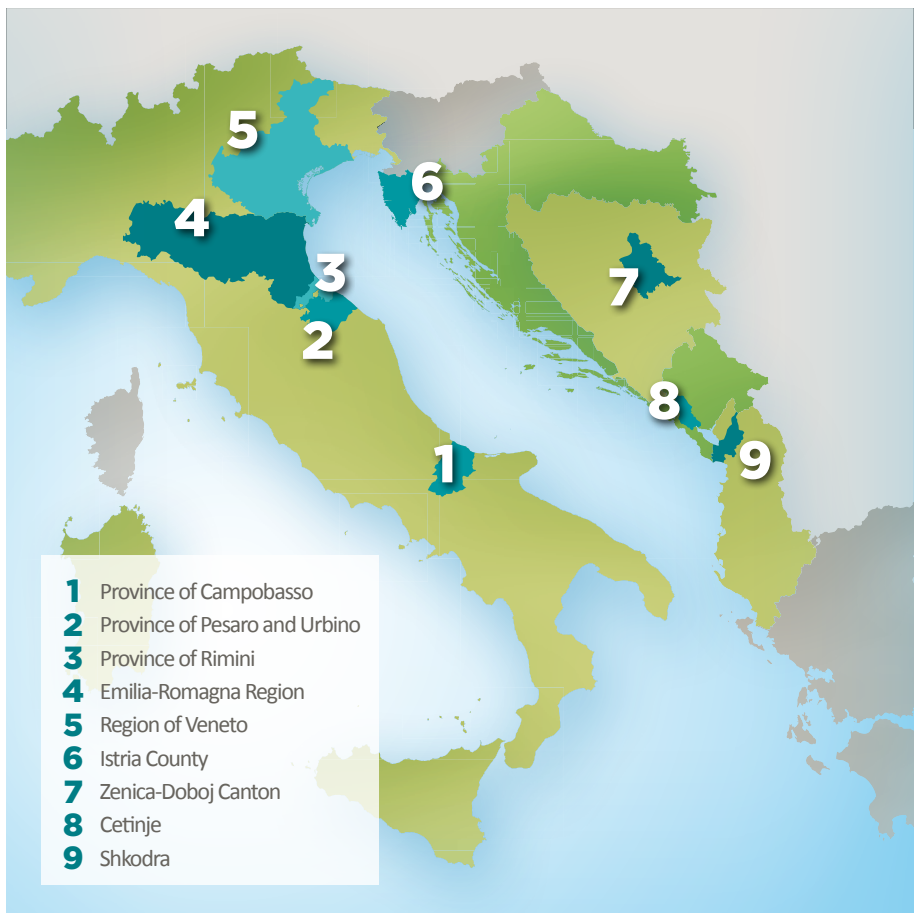 5
6
4
3
7
2
8
1
9
1 Province of Campobasso
2 Province of Pesaro and Urbino
3 Province of Rimini
4 Emilia-Romagna Region
5 Region of Veneto
6 Istria County
7 Zenica-Doboj Canton
8 Cetinje
9 Shkodra